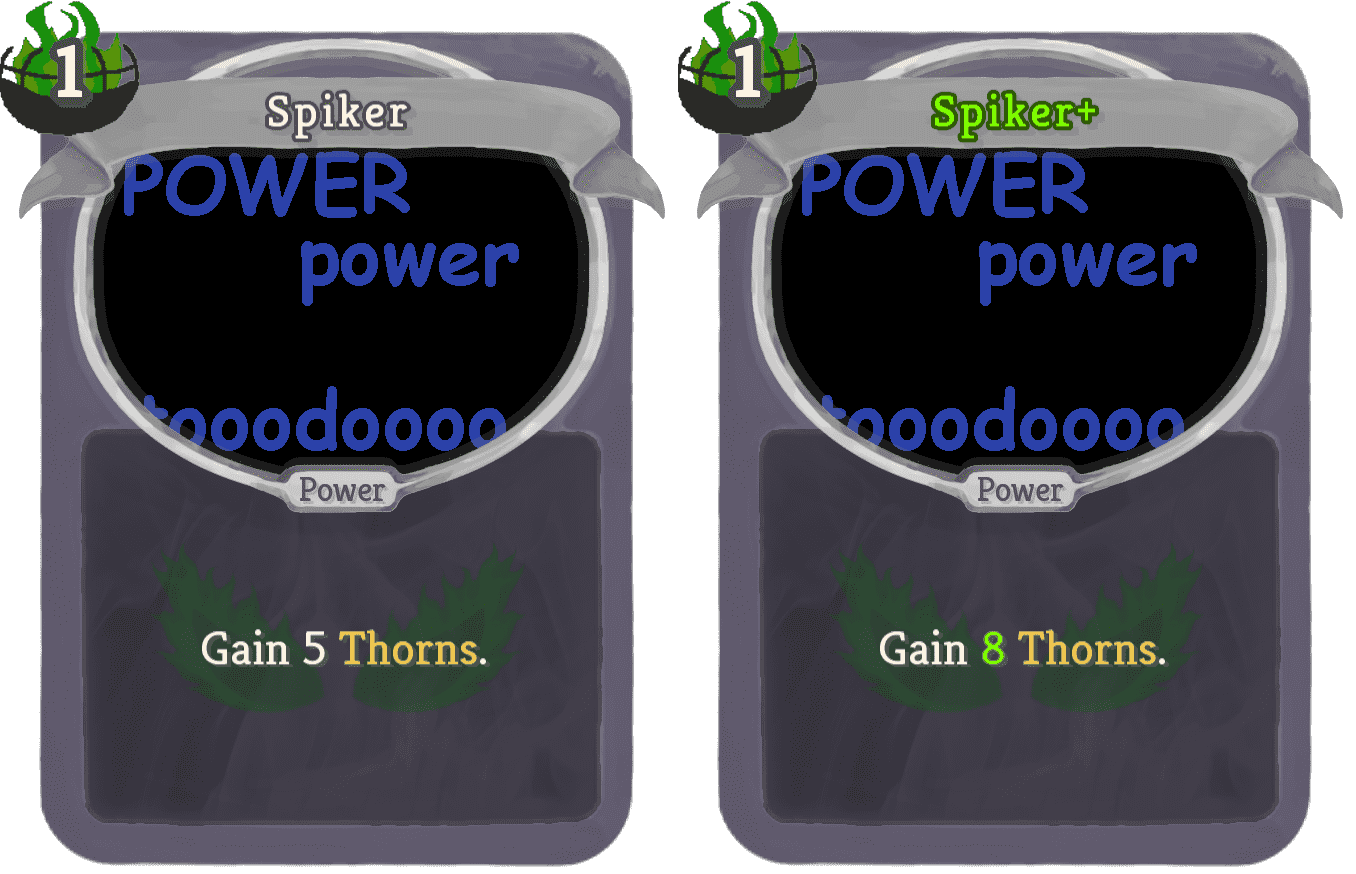 1
Spiker
POWER
power
tooodoooo
Power
Gain 5 Thorns.
1
Spiker+
POWER
power
tooodoooo
Power
Gain 8 Thorns.